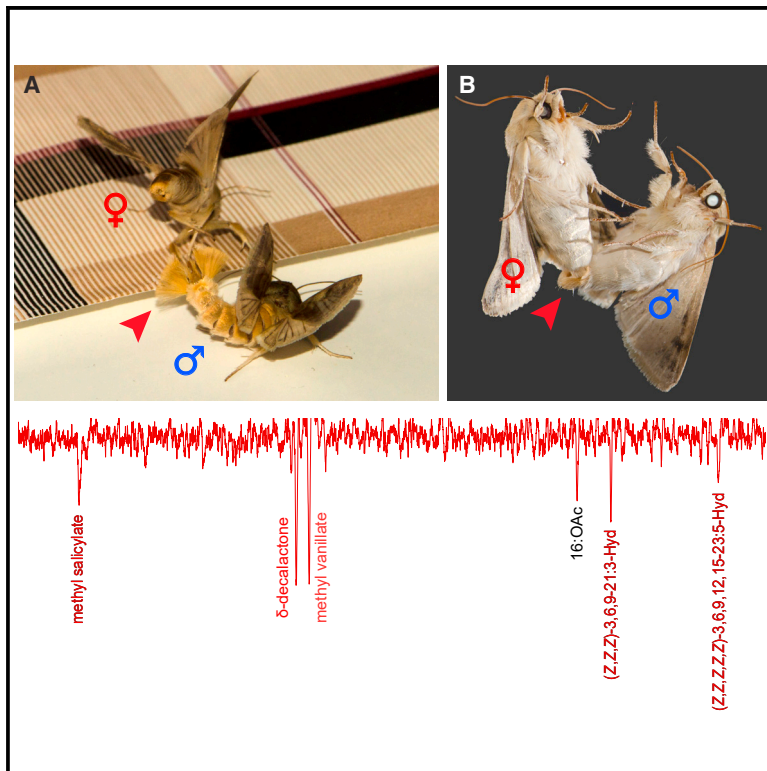 A
B
♀
♂
♀
♂
methyl salicylate
δ-decalactone
methyl vanillate
16:OAc
(Z,Z,Z)-3,6,9-21:3-Hyd
(Z,Z,Z,Z,Z)-3,6,9,12,15-23:5-Hyd